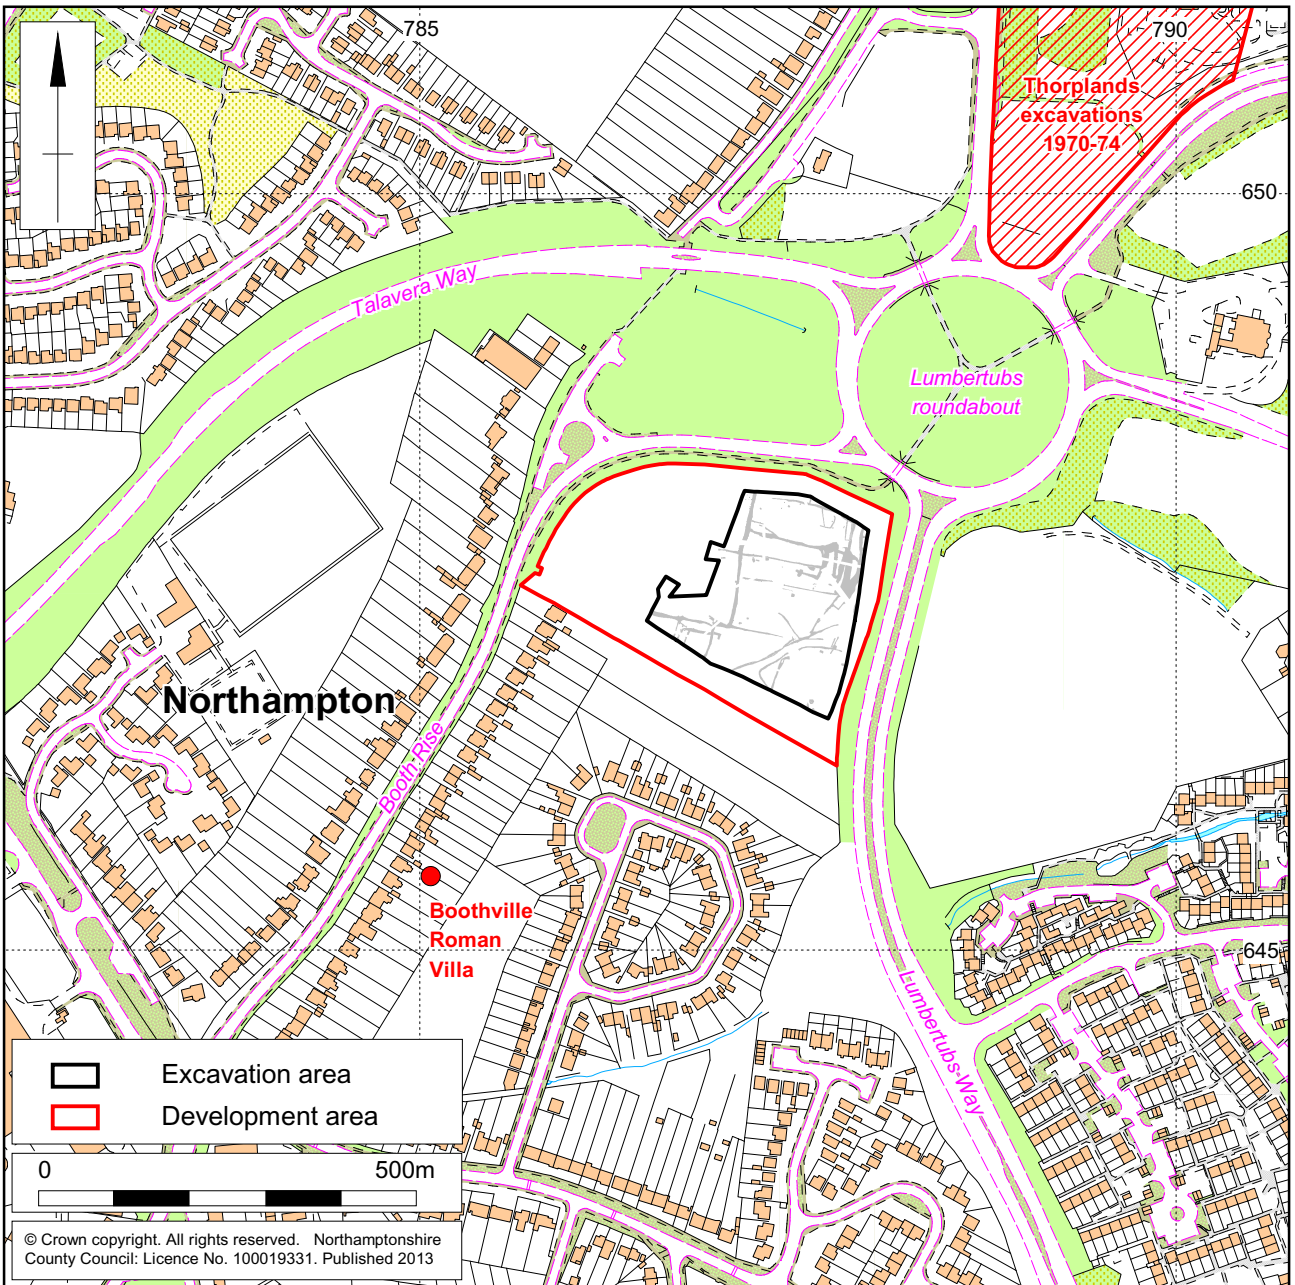 785
790
Thorplands
excavations
1970-74
650
Talavera Way
Lumbertubs
roundabout
Northampton
Booth Rise
Boothville
Roman
Villa
645
Lumbertubs Way
Excavation area
Development area
0 500m
© Crown copyright. All rights reserved. Northamptonshire
County Council: Licence No. 100019331. Published 2013